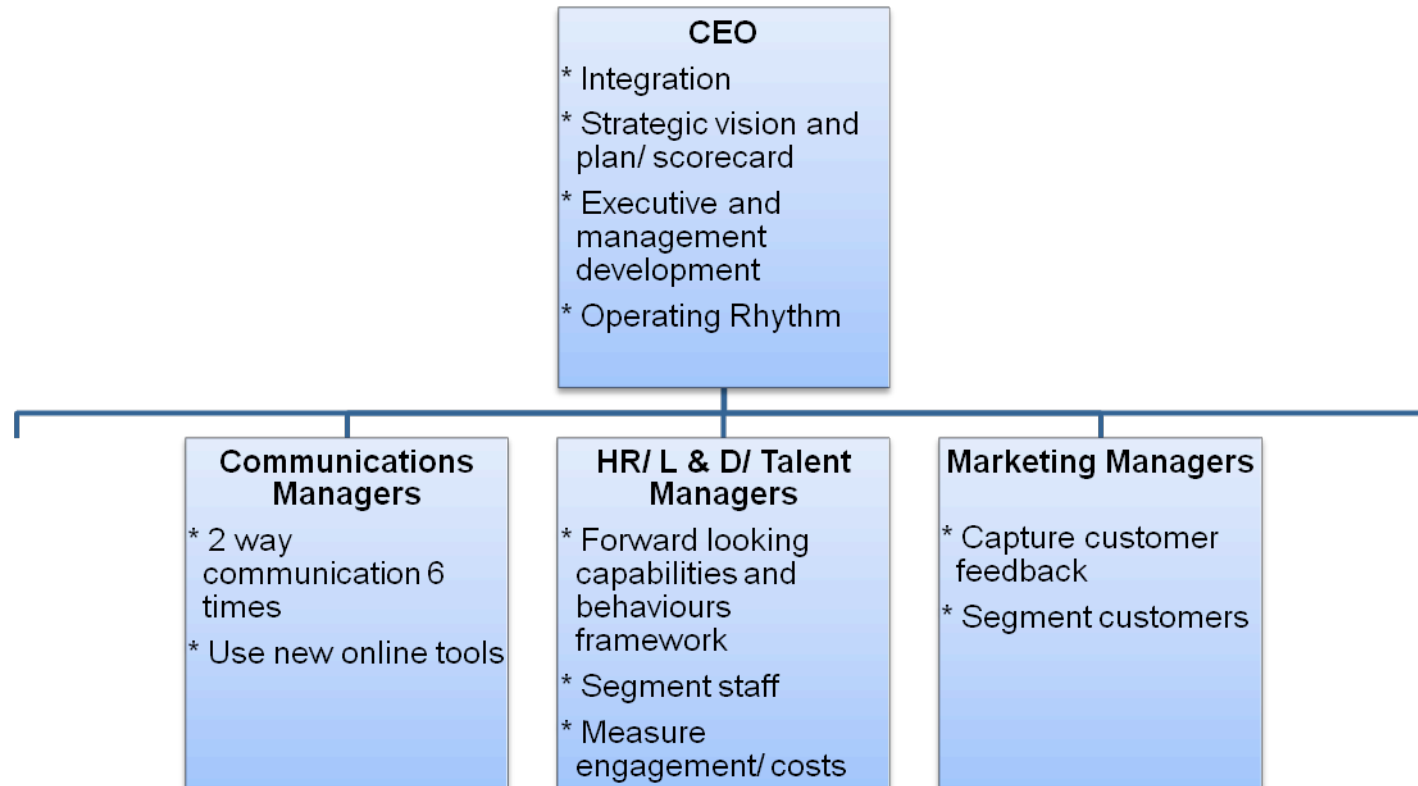 CEO
* Integration
* Strategic vision and
plan/ scorecard
* Executive and
management
development
* Operating Rhythm
Communications
Managers
* 2 way
communication 6
times
* Use new online tools
HR/ L & D/ Talent
Managers
* Forward looking
capabilities and
behaviours
framework
* Segment staff
* Measure
engagement/ costs
Marketing Managers
* Capture customer
feedback
* Segment customers